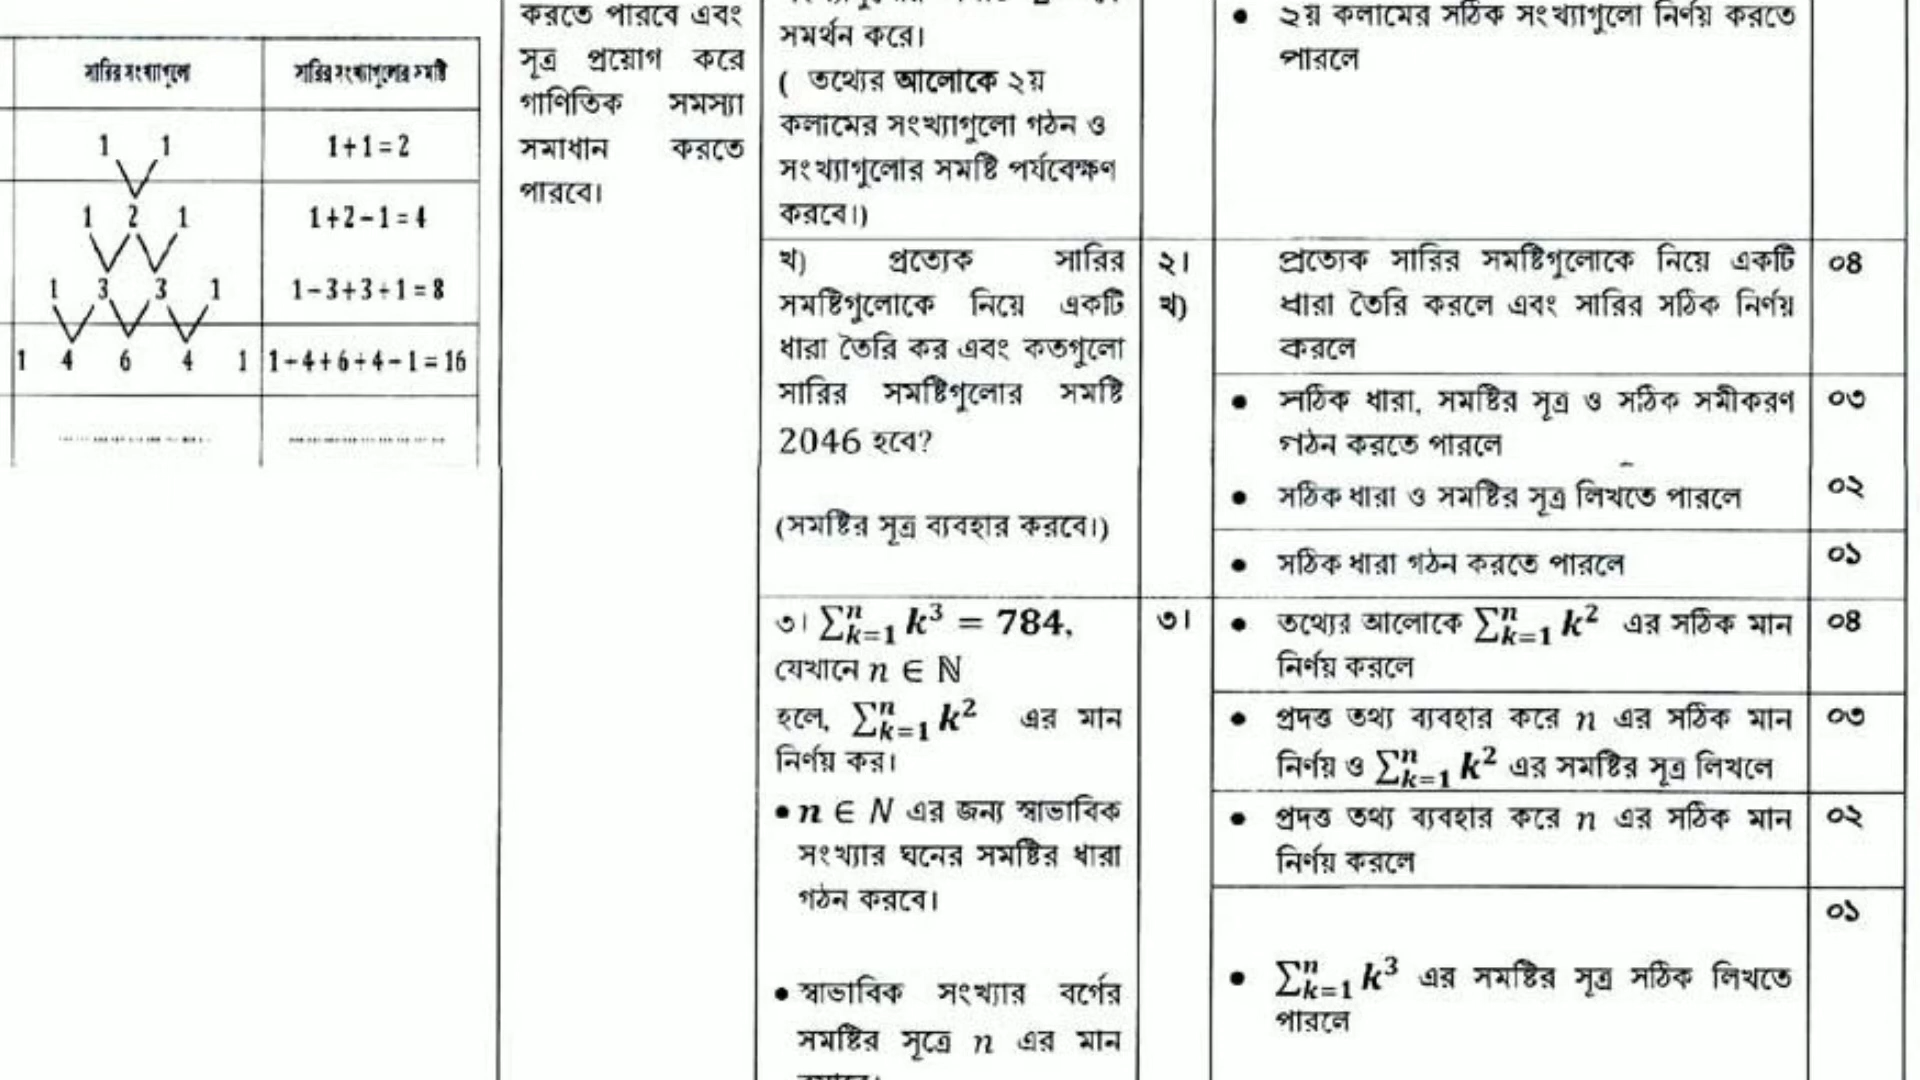 সারির সংখ্যাগুলো
সারির সংখ্যাগুলোর সমষ্টি
1 1
1+1=2
1 2 1
1+2−1=4
1 3 3 1
1−3+3÷1=8
1 4 6 4 1
1−4+6÷4−1=16
করতে পারবে এবং
সূত্র প্রয়োগ করে
গাণিতিক সমস্যা
সমাধান করতে
পারবে।
সমর্থন করে।
( তথ্যের আলোকে ২য়
কলামের সংখ্যাগুলো গঠন ও
সংখ্যাগুলোর সমষ্টি পর্যবেক্ষণ
করবে।)
• ২য় কলামের সঠিক সংখ্যাগুলো নির্ণয় করতে
পারলে
খ) প্রত্যেক সারির
সমষ্টিগুলোকে নিয়ে একটি
ধারা তৈরি কর এবং কতগুলো
সারির সমষ্টিগুলোর সমষ্টি
2046 হবে?
(সমষ্টির সূত্র ব্যবহার করবে।)
২।
খ)
প্রত্যেক সারির সমষ্টিগুলোকে নিয়ে একটি
ধারা তৈরি করলে এবং সারির সঠিক নির্ণয়
করলে
০৪
• সঠিক ধারা, সমষ্টির সূত্র ও সঠিক সমীকরণ
গঠন করতে পারলে
০৩
• সঠিক ধারা ও সমষ্টির সূত্র লিখতে পারলে
০২
• সঠিক ধারা গঠন করতে পারলে
০১
৩। ∑ₖ₌₁ⁿ k³ = 784,
যেখানে n ∈ ℕ
হলে, ∑ₖ₌₁ⁿ k² এর মান
নির্ণয় কর।
• n ∈ N এর জন্য স্বাভাবিক
সংখ্যার ঘনের সমষ্টির ধারা
গঠন করবে।
• স্বাভাবিক সংখ্যার বর্গের
সমষ্টির সূত্রে n এর মান
৩।
• তথ্যের আলোকে ∑ₖ₌₁ⁿ k² এর সঠিক মান
নির্ণয় করলে
০৪
• প্রদত্ত তথ্য ব্যবহার করে n এর সঠিক মান
নির্ণয় ও ∑ₖ₌₁ⁿ k² এর সমষ্টির সূত্র লিখলে
০৩
• প্রদত্ত তথ্য ব্যবহার করে n এর সঠিক মান
নির্ণয় করলে
০২
০১
• ∑ₖ₌₁ⁿ k³ এর সমষ্টির সূত্র সঠিক লিখতে
পারলে